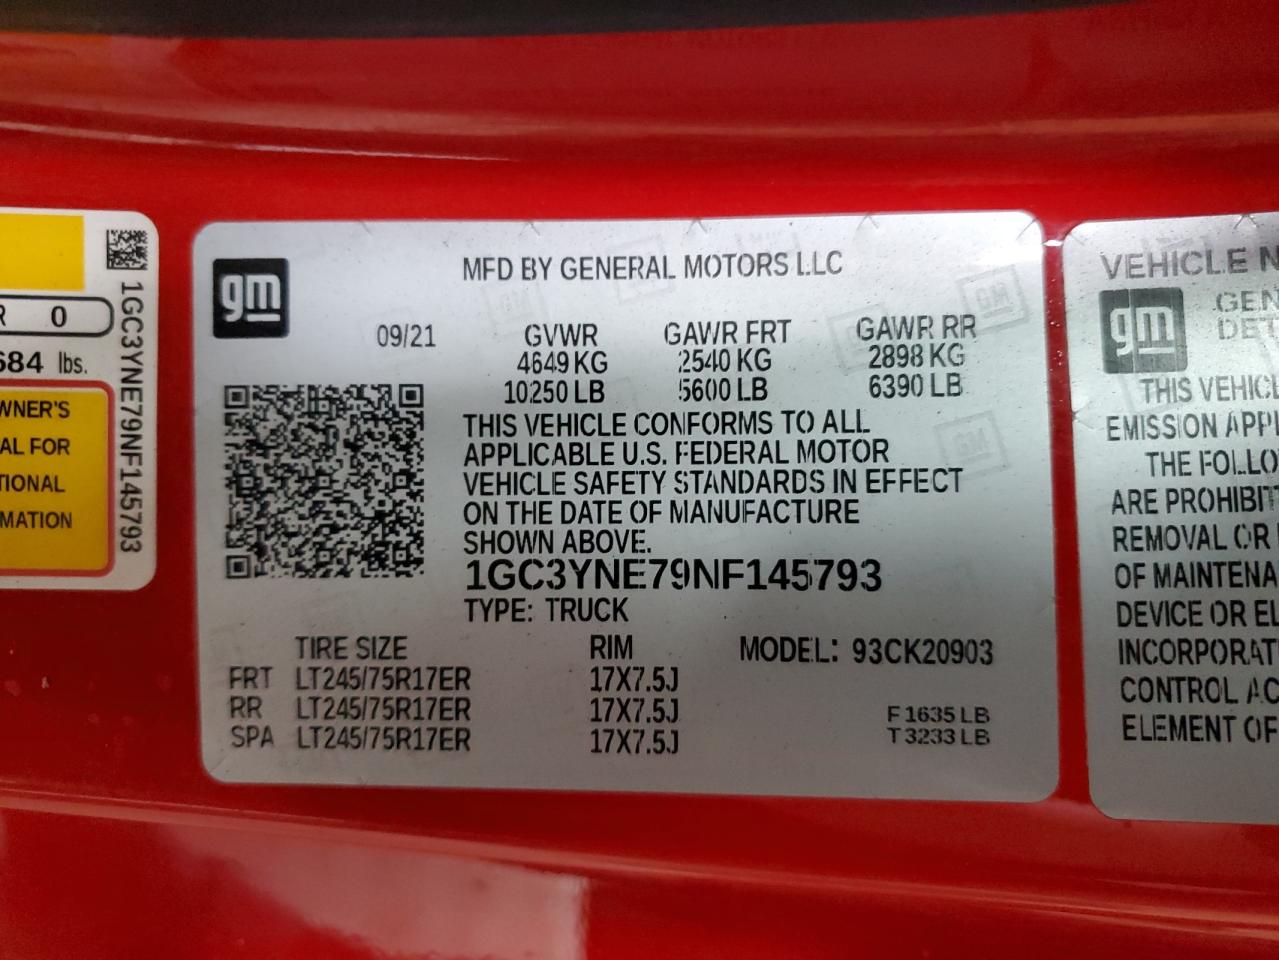 R 0
684 lbs.
WNER'S
AL FOR
TIONAL
MATION
1GC3YNE79NF145793
gm
MFD BY GENERAL MOTORS LLC
09/21 GVWR GAWR FRT GAWR RR
4649 KG 2540 KG 2898 KG
10250 LB 5600 LB 6390 LB
THIS VEHICLE CONFORMS TO ALL
APPLICABLE U.S. FEDERAL MOTOR
VEHICLE SAFETY STANDARDS IN EFFECT
ON THE DATE OF MANUFACTURE
SHOWN ABOVE.
1GC3YNE79NF145793
TYPE: TRUCK
TIRE SIZE RIM MODEL: 93CK20903
FRT LT245/75R17ER 17X7.5J
RR LT245/75R17ER 17X7.5J F 1635 LB
SPA LT245/75R17ER 17X7.5J T 3233 LB
VEHICLE N
gm
GEN
DET
THIS VEHICL
EMISSION APPL
THE FOLLO
ARE PROHIBIT
REMOVAL OR
OF MAINTENA
DEVICE OR EL
INCORPORAT
CONTROL AC
ELEMENT OF